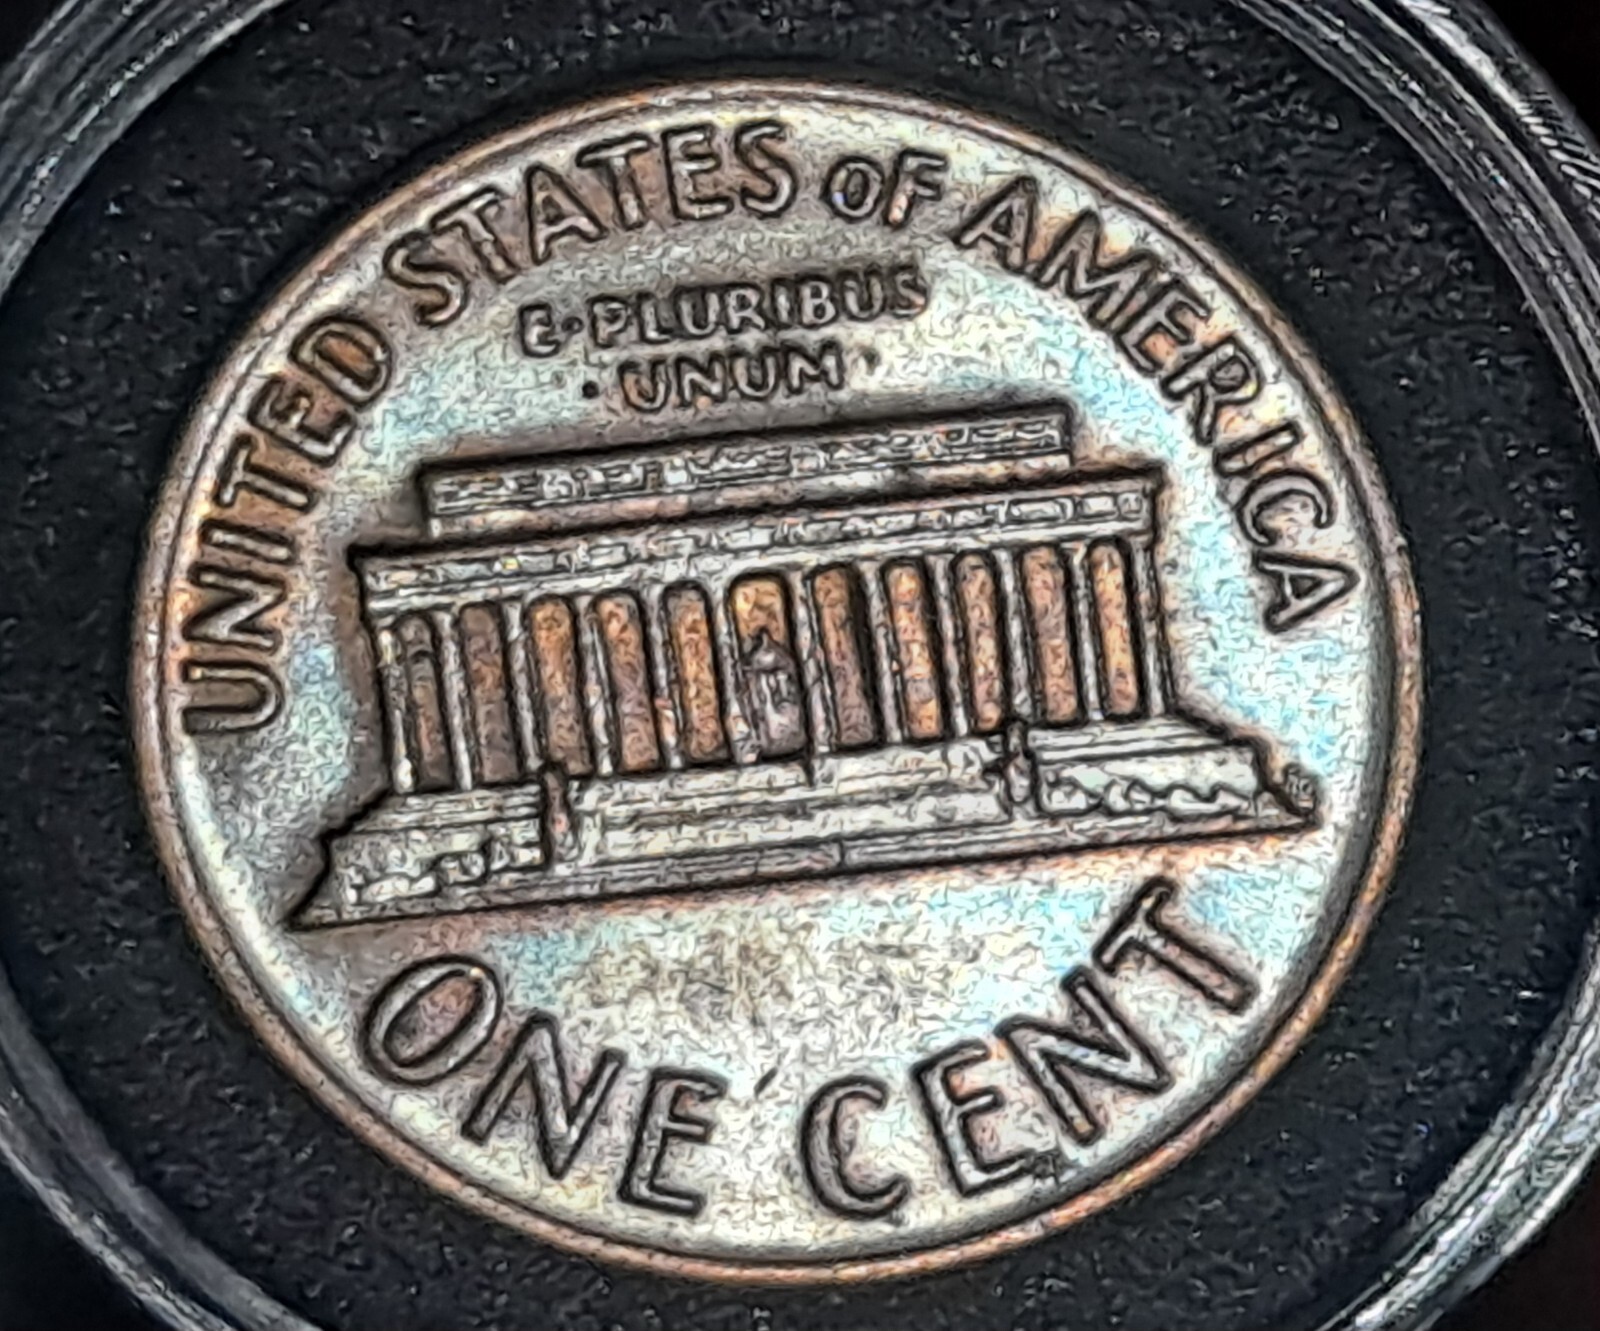 UNITED STATES OF AMERICA
E·PLURIBUS
·UNUM·
ONE CENT